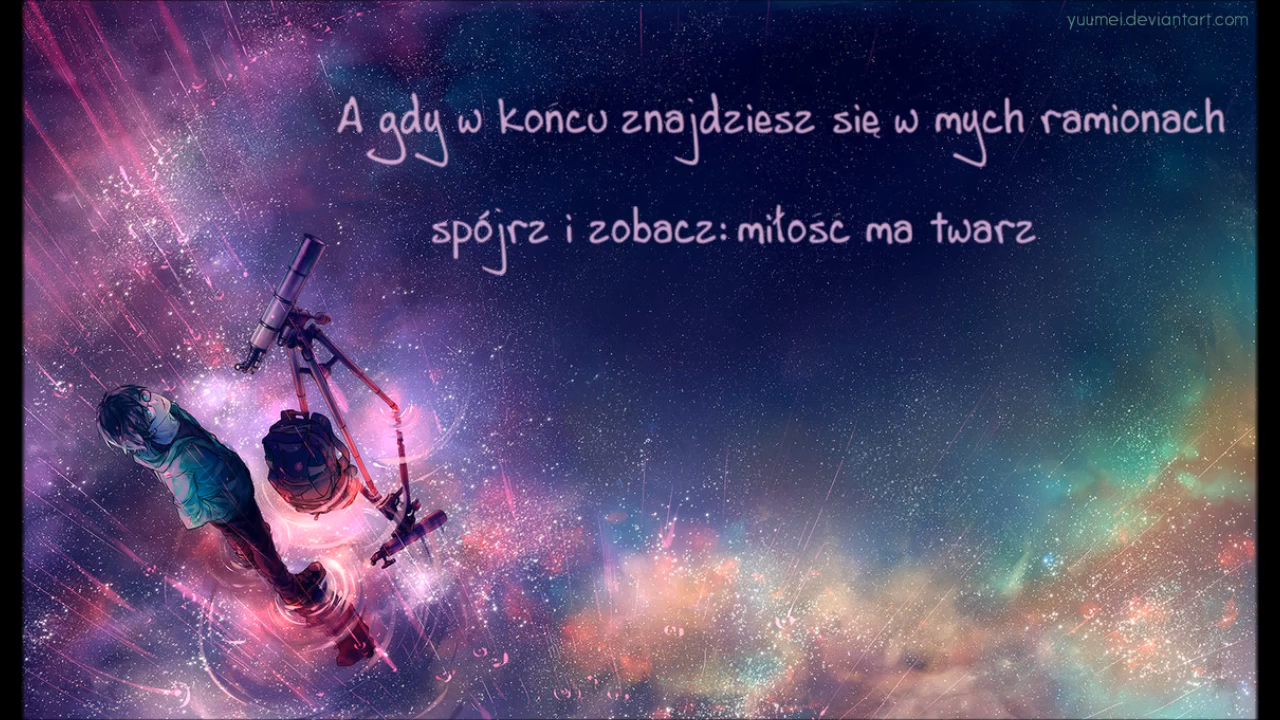 yuumei.deviantart.com
A gdy w końcu znajdziesz się w mych ramionach
spójrz i zobacz: miłość ma twarz